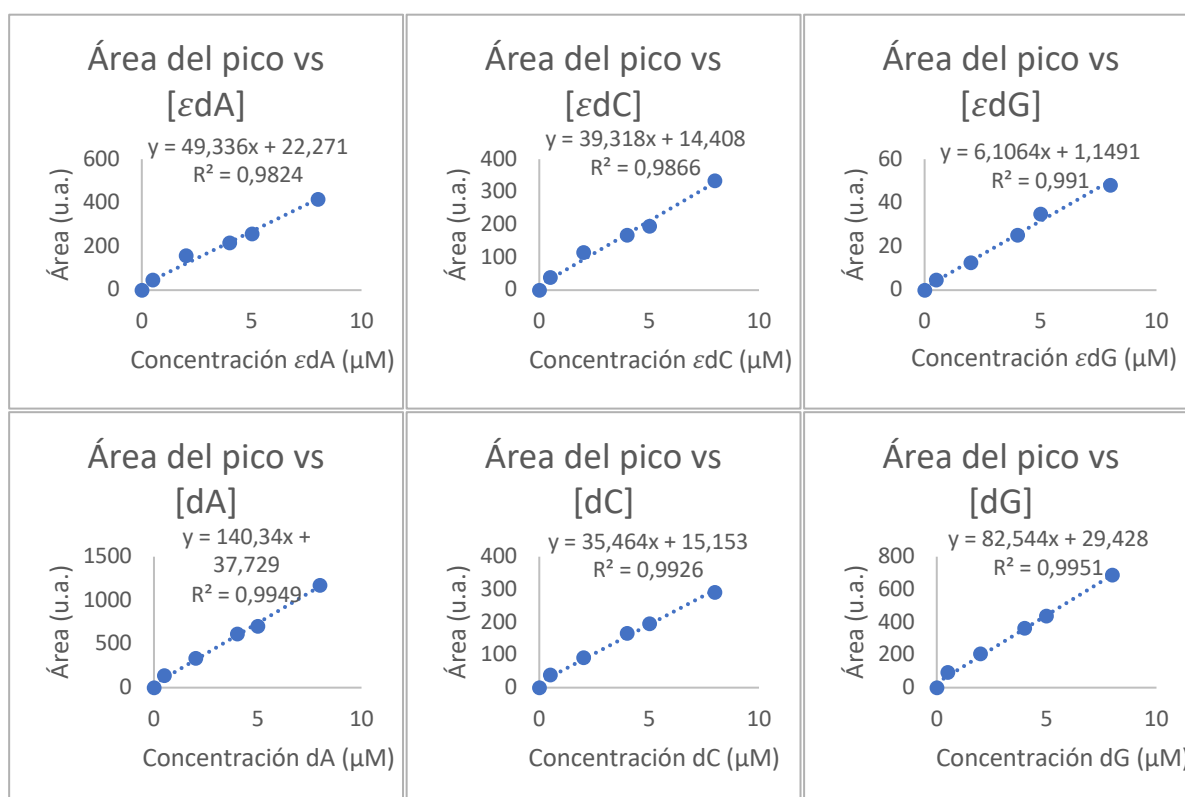 Área del pico vs
[εdA]
y = 49,336x + 22,271
R² = 0,9824
600
400
200
0
0
5
10
Área (u.a.)
Concentración εdA (µM)
Área del pico vs
[εdC]
y = 39,318x + 14,408
R² = 0,9866
400
300
200
100
0
0
5
10
Área (u.a.)
Concentración εdC (µM)
Área del pico vs
[εdG]
y = 6,1064x + 1,1491
R² = 0,991
60
40
20
0
0
5
10
Área (u.a.)
Concentración εdG (µM)
Área del pico vs
[dA]
y = 140,34x +
37,729
R² = 0,9949
1500
1000
500
0
0
5
10
Área (u.a.)
Concentración dA (µM)
Área del pico vs
[dC]
y = 35,464x + 15,153
R² = 0,9926
400
300
200
100
0
0
5
10
Área (u.a.)
Concentración dC (µM)
Área del pico vs
[dG]
y = 82,544x + 29,428
R² = 0,9951
800
600
400
200
0
0
5
10
Área (u.a.)
Concentración dG (µM)